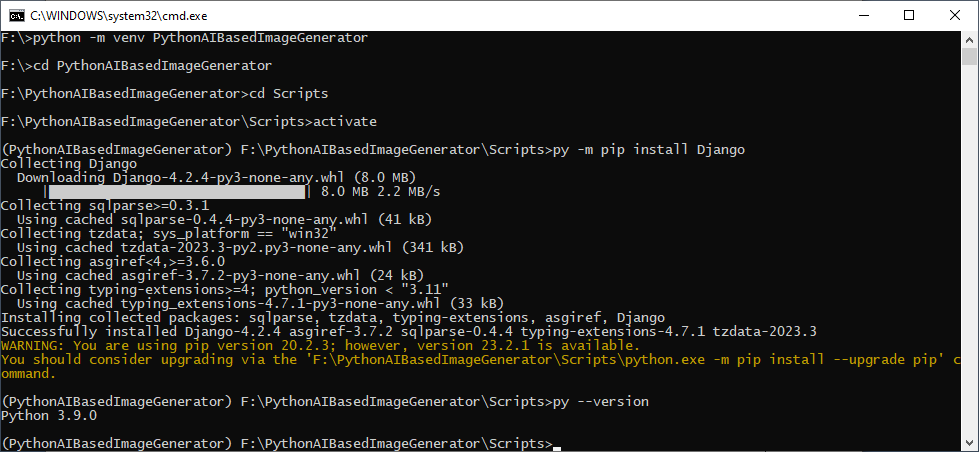 C:\WINDOWS\system32\cmd.exe
F:\>python -m venv PythonAIBasedImageGenerator
F:\>cd PythonAIBasedImageGenerator
F:\PythonAIBasedImageGenerator>cd Scripts
F:\PythonAIBasedImageGenerator\Scripts>activate
(PythonAIBasedImageGenerator) F:\PythonAIBasedImageGenerator\Scripts>py -m pip install Django
Collecting Django
Downloading Django-4.2.4-py3-none-any.whl (8.0 MB)
| | 8.0 MB 2.2 MB/s
Collecting sqlparse>=0.3.1
Using cached sqlparse-0.4.4-py3-none-any.whl (41 kB)
Collecting tzdata; sys_platform == "win32"
Using cached tzdata-2023.3-py2.py3-none-any.whl (341 kB)
Collecting asgiref<4,>=3.6.0
Using cached asgiref-3.7.2-py3-none-any.whl (24 kB)
Collecting typing-extensions>=4; python_version < "3.11"
Using cached typing_extensions-4.7.1-py3-none-any.whl (33 kB)
Installing collected packages: sqlparse, tzdata, typing-extensions, asgiref, Django
Successfully installed Django-4.2.4 asgiref-3.7.2 sqlparse-0.4.4 typing-extensions-4.7.1 tzdata-2023.3
WARNING: You are using pip version 20.2.3; however, version 23.2.1 is available.
You should consider upgrading via the 'F:\PythonAIBasedImageGenerator\Scripts\python.exe -m pip install --upgrade pip' c
ommand.
(PythonAIBasedImageGenerator) F:\PythonAIBasedImageGenerator\Scripts>py --version
Python 3.9.0
(PythonAIBasedImageGenerator) F:\PythonAIBasedImageGenerator\Scripts>